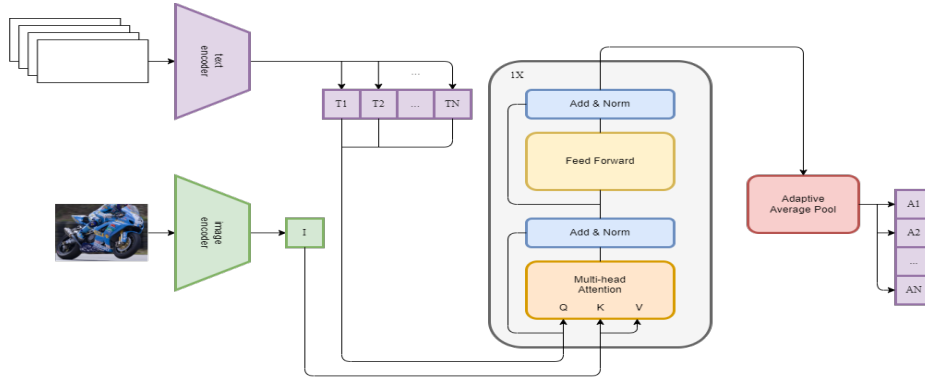 text
encoder
...
T1 T2 ... TN
image
encoder
I
1X
Add & Norm
Feed Forward
Add & Norm
Multi-head
Attention
Q K V
Adaptive
Average Pool
A1
A2
...
AN